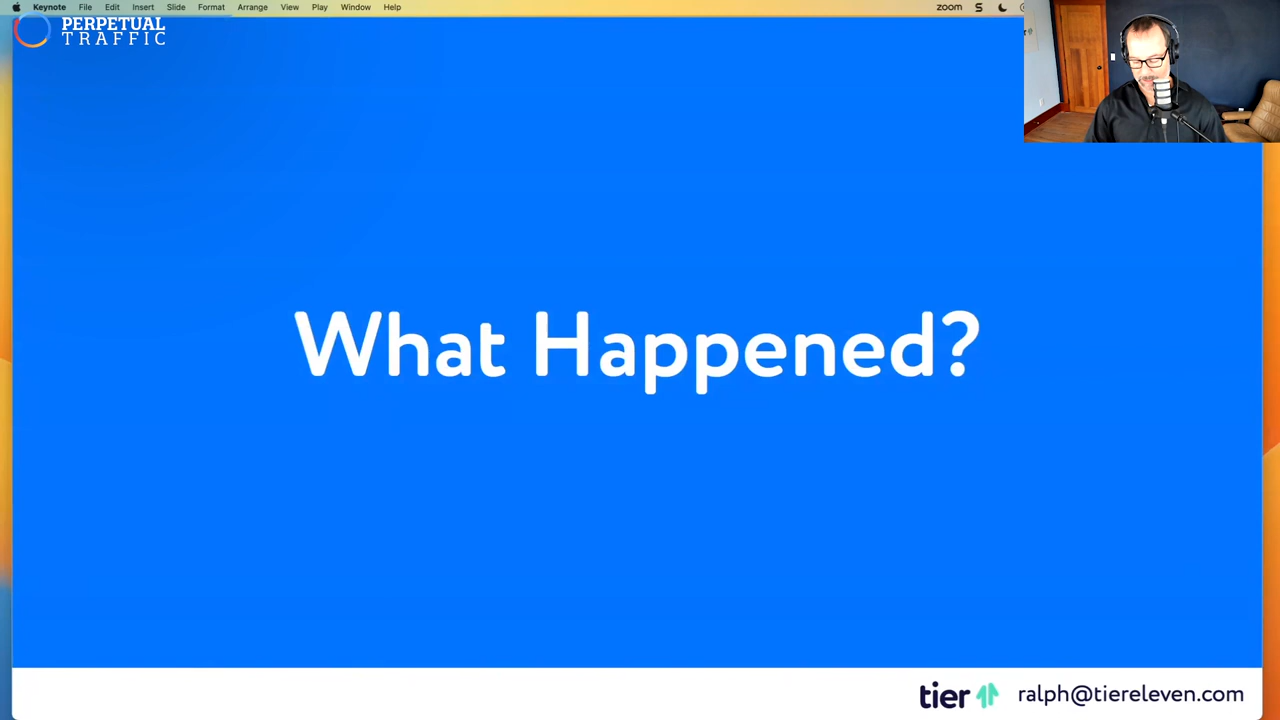 Keynote File Edit Insert Slide Format Arrange View Play Window Help zoom
PERPETUAL
TRAFFIC
What Happened?
tier 11 ralph@tiereleven.com